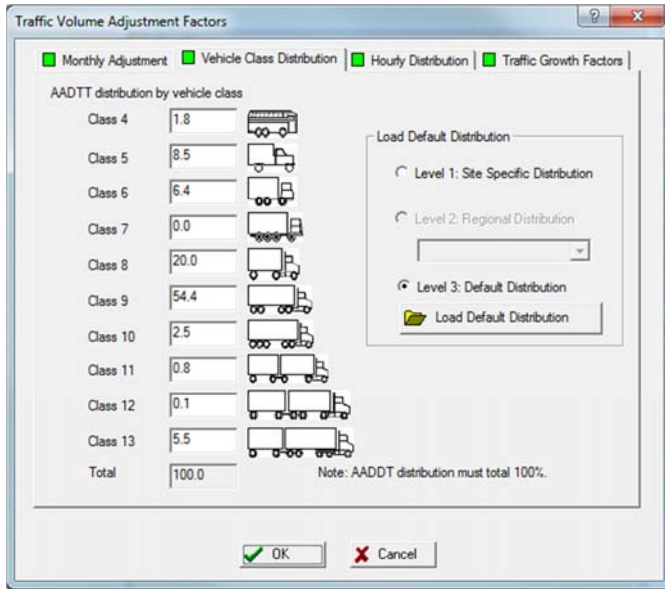 Traffic Volume Adjustment Factors
Monthly Adjustment Vehicle Class Distribution Hourly Distribution Traffic Growth Factors
AADTT distribution by vehicle class
Class 4 1.8
Class 5 8.5
Class 6 6.4
Class 7 0.0
Class 8 20.0
Class 9 54.4
Class 10 2.5
Class 11 0.8
Class 12 0.1
Class 13 5.5
Total 100.0
Note: AADDT distribution must total 100%.
Load Default Distribution
Level 1: Site Specific Distribution
Level 2: Regional Distribution
Level 3: Default Distribution
Load Default Distribution
OK Cancel